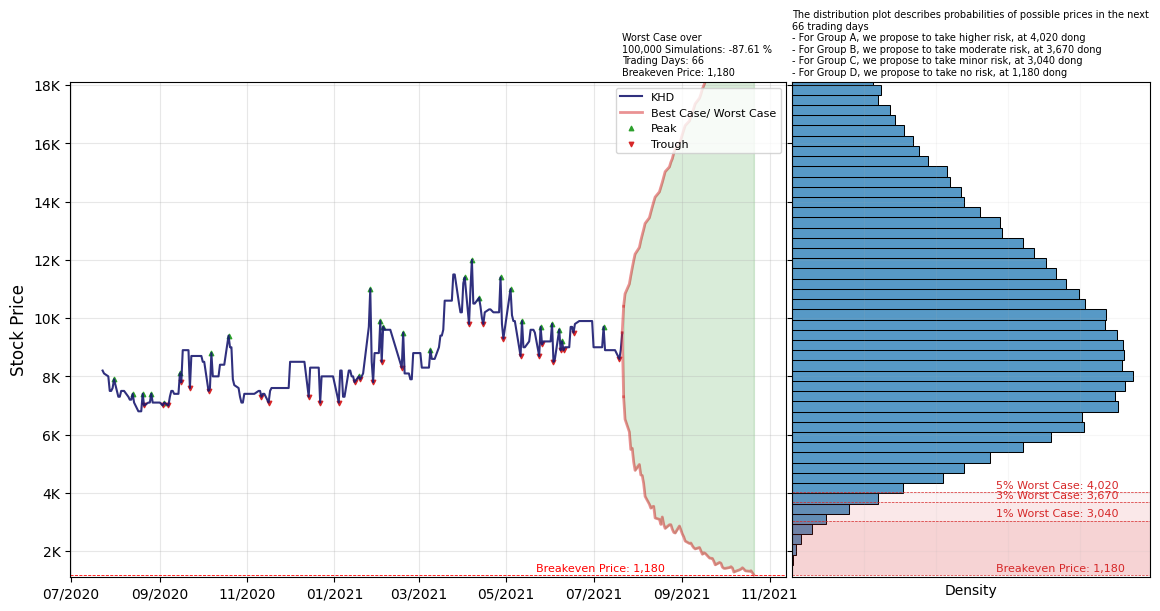 The distribution plot describes probabilities of possible prices in the next
66 trading days
- For Group A, we propose to take higher risk, at 4,020 dong
- For Group B, we propose to take moderate risk, at 3,670 dong
- For Group C, we propose to take minor risk, at 3,040 dong
- For Group D, we propose to take no risk, at 1,180 dong
Worst Case over
100,000 Simulations: -87.61 %
Trading Days: 66
Breakeven Price: 1,180
KHD
Best Case/ Worst Case
Peak
Trough
Stock Price
18K
16K
14K
12K
10K
8K
6K
4K
2K
Breakeven Price: 1,180
07/2020
09/2020
11/2020
01/2021
03/2021
05/2021
07/2021
09/2021
11/2021
5% Worst Case: 4,020
3% Worst Case: 3,670
1% Worst Case: 3,040
Breakeven Price: 1,180
Density